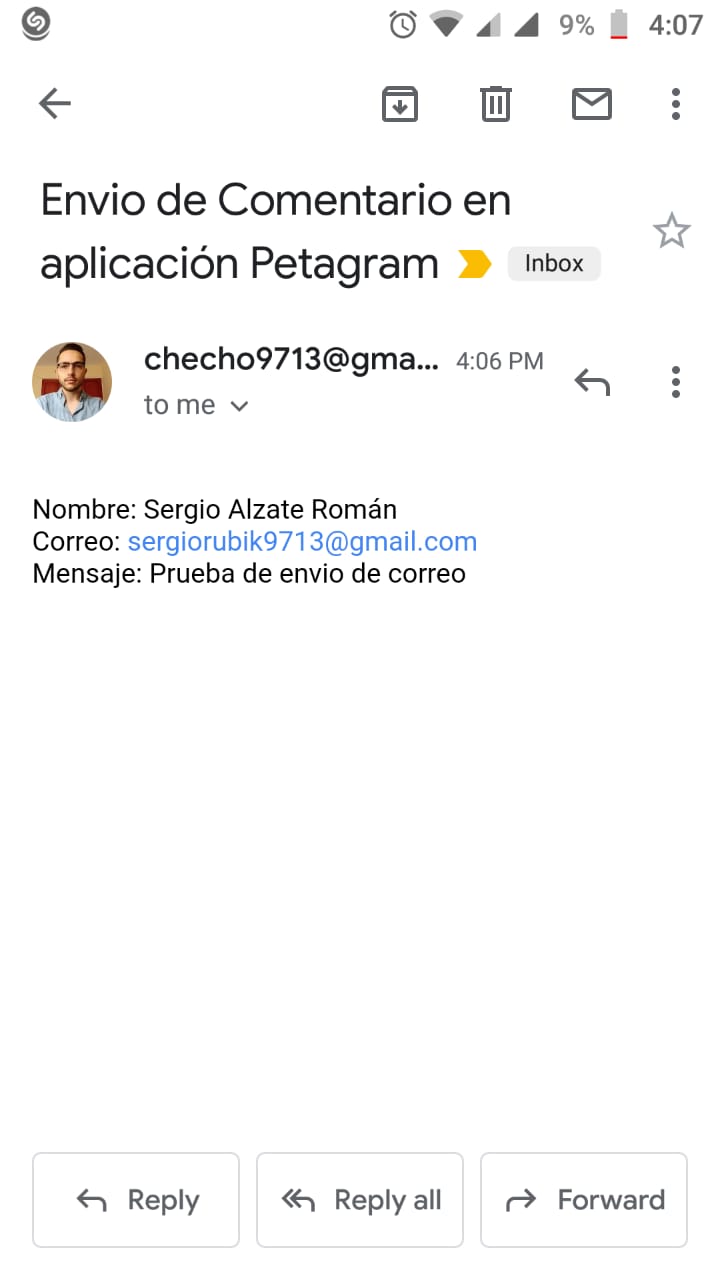 9% 4:07
Envio de Comentario en
aplicación Petagram Inbox
checho9713@gma... 4:06 PM
to me
Nombre: Sergio Alzate Román
Correo: sergiorubik9713@gmail.com
Mensaje: Prueba de envio de correo
Reply Reply all Forward